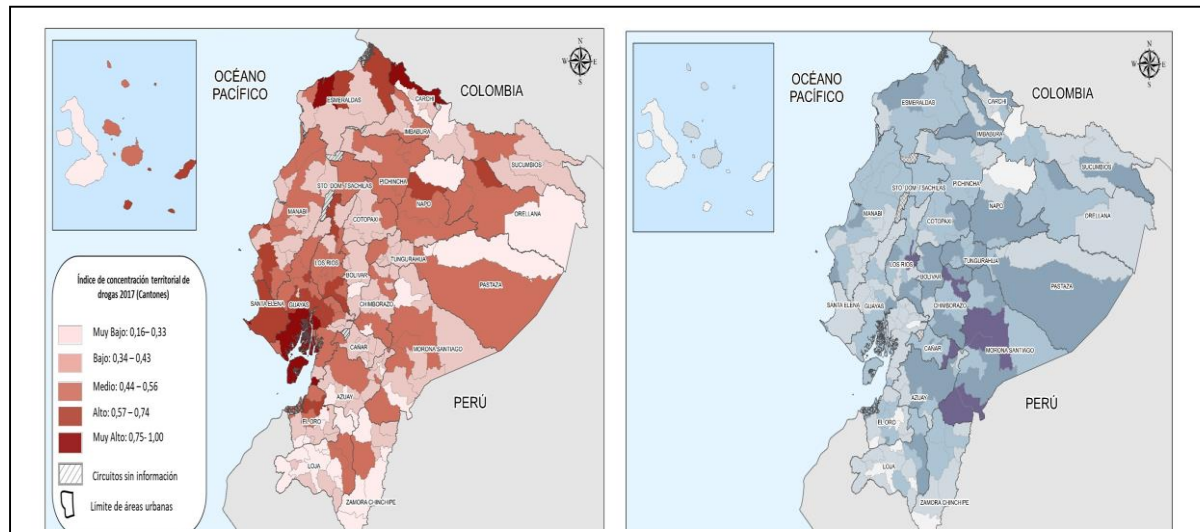 OCÉANO
PACÍFICO
N
O
E
S
COLOMBIA
ESMERALDAS
CARCHI
IMBABURA
SUCUMBIOS
STO. DOM. TSACHILAS
PICHINCHA
NAPO
ORELLANA
MANABI
COTOPAXI
LOS RIOS
TUNGURAHUA
BOLIVAR
PASTAZA
SANTA ELENA
GUAYAS
CHIMBORAZO
CAÑAR
MORONA SANTIAGO
AZUAY
PERÚ
EL ORO
LOJA
ZAMORA CHINCHIPE
Índice de concentración territorial de
drogas 2017 (Cantones)
Muy Bajo: 0,16– 0,33
Bajo: 0,34 – 0,43
Medio: 0,44 – 0,56
Alto: 0,57 – 0,74
Muy Alto: 0,75- 1,00
Circuitos sin información
Límite de áreas urbanas
OCÉANO
PACÍFICO
N
O
E
S
COLOMBIA
ESMERALDAS
CARCHI
IMBABURA
SUCUMBIOS
STO. DOM. TSACHILAS
PICHINCHA
NAPO
ORELLANA
MANABI
COTOPAXI
LOS RIOS
TUNGURAHUA
BOLIVAR
PASTAZA
SANTA ELENA
GUAYAS
CHIMBORAZO
CAÑAR
MORONA SANTIAGO
AZUAY
PERÚ
EL ORO
LOJA
ZAMORA CHINCHIPE